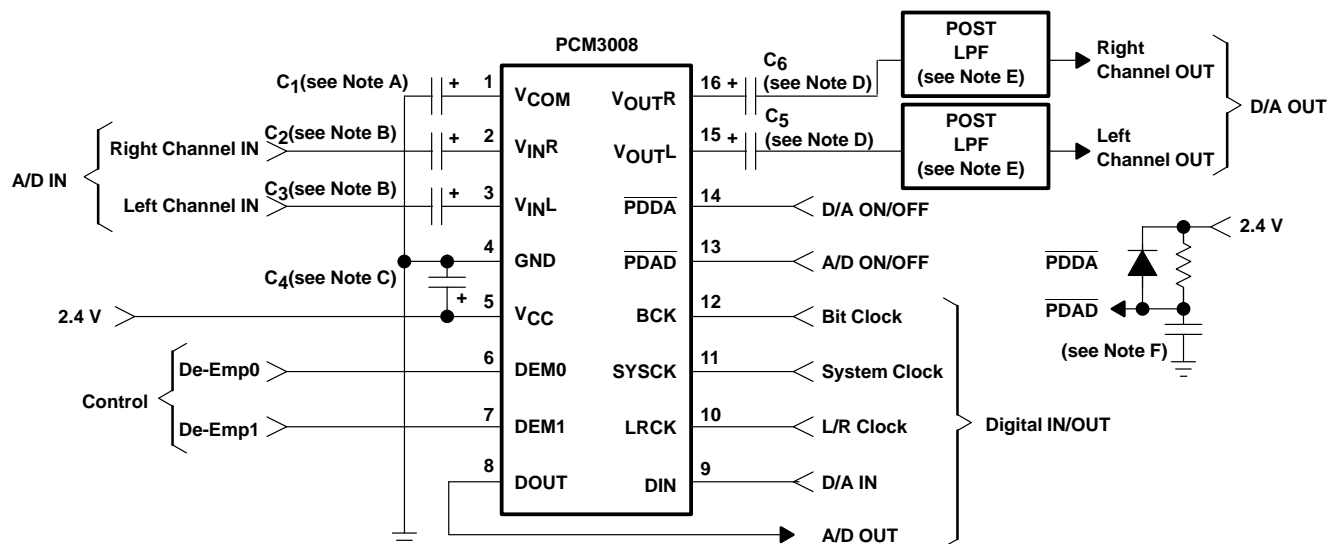 PCM3008
C1(see Note A)
+
1
VCOM
A/D IN
Right Channel IN
C2(see Note B)
+
2
VINR
Left Channel IN
C3(see Note B)
+
3
VINL
4
GND
C4(see Note C)
+
2.4 V
5
VCC
Control
De-Emp0
6
DEM0
De-Emp1
7
DEM1
8
DOUT
VOUTR
16
+
C6
(see Note D)
POST
LPF
(see Note E)
Right
Channel OUT
VOUTL
15
+
C5
(see Note D)
POST
LPF
(see Note E)
Left
Channel OUT
D/A OUT
PDDA
14
D/A ON/OFF
PDAD
13
A/D ON/OFF
BCK
12
Bit Clock
SYSCK
11
System Clock
LRCK
10
L/R Clock
DIN
9
D/A IN
A/D OUT
Digital IN/OUT
2.4 V
PDDA
PDAD
(see Note F)